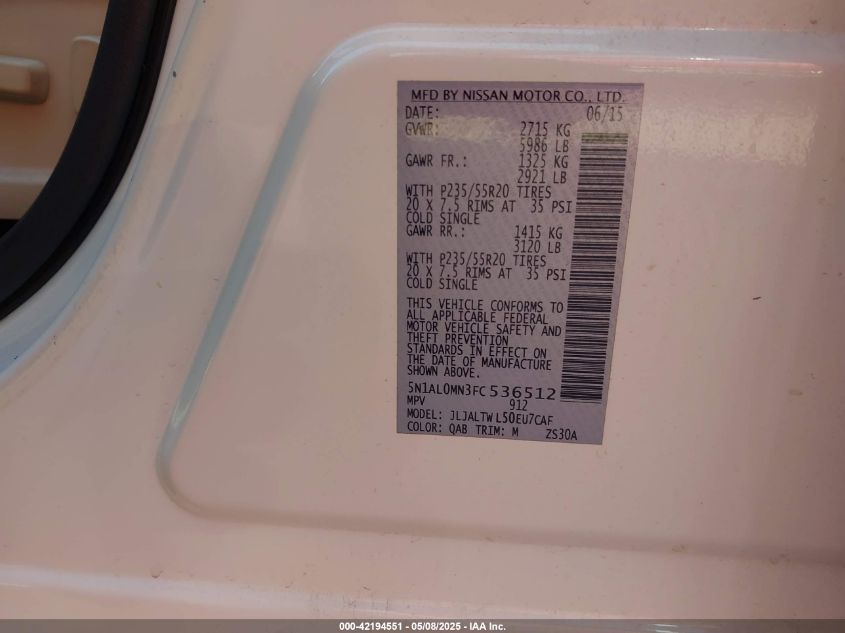 MFD BY NISSAN MOTOR CO., LTD.
DATE: 06/15
GVWR: 2715 KG
5986 LB
GAWR FR.: 1325 KG
2921 LB
WITH P235/55R20 TIRES
20 X 7.5 RIMS AT 35 PSI
COLD SINGLE
GAWR RR.: 1415 KG
3120 LB
WITH P235/55R20 TIRES
20 X 7.5 RIMS AT 35 PSI
COLD SINGLE
THIS VEHICLE CONFORMS TO
ALL APPLICABLE FEDERAL
MOTOR VEHICLE SAFETY AND
THEFT PREVENTION
STANDARDS IN EFFECT ON
THE DATE OF MANUFACTURE
SHOWN ABOVE.
5N1AL0MN3FC536512
MPV 912
MODEL: JLJALTWL50EU7CAF
COLOR: QAB TRIM: M ZS30A
000-42194551 - 05/08/2025 - IAA Inc.